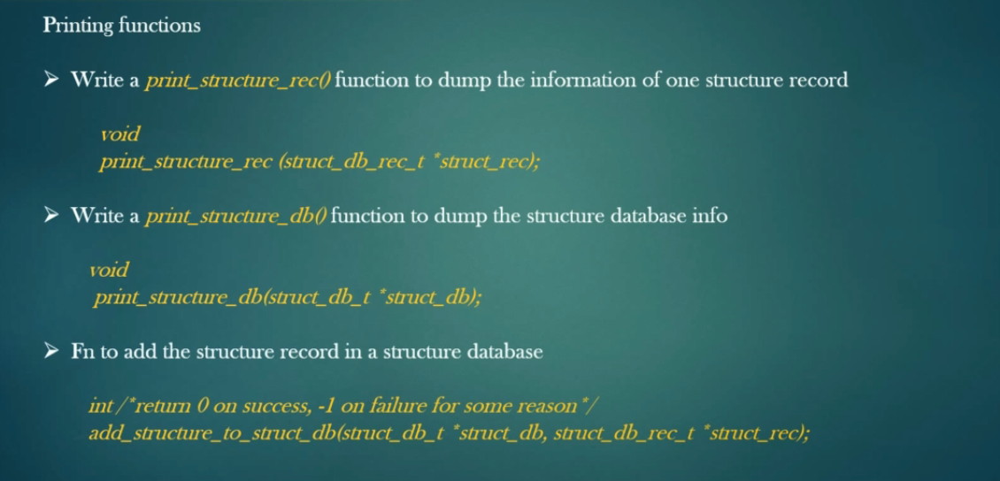 Printing functions
➢ Write a print_structure_rec() function to dump the information of one structure record
void
print_structure_rec (struct_db_rec_t *struct_rec);
➢ Write a print_structure_db() function to dump the structure database info
void
print_structure_db(struct_db_t *struct_db);
➢ Fn to add the structure record in a structure database
int /*return 0 on success, -1 on failure for some reason*/
add_structure_to_struct_db(struct_db_t *struct_db, struct_db_rec_t *struct_rec);